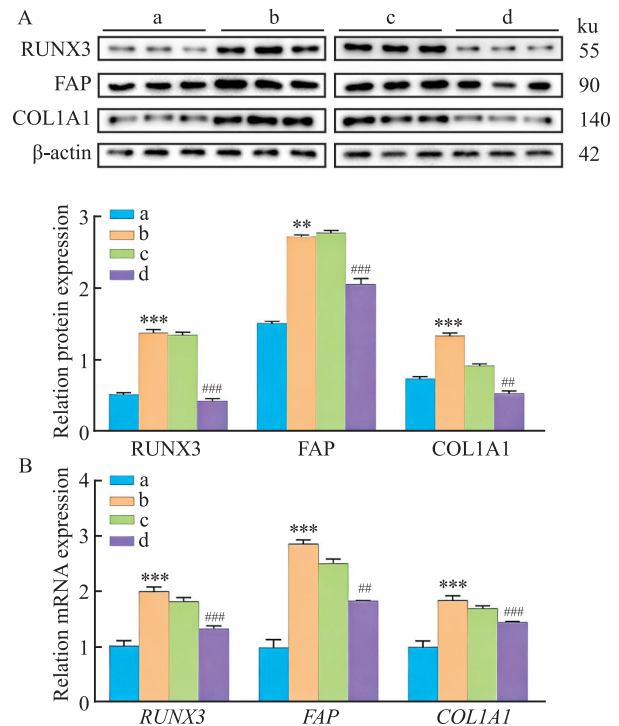 A a b c d ku
RUNX3 55
FAP 90
COL1A1 140
β-actin 42
Relation protein expression
3
2
1
0
a
b
c
d
***
###
**
###
***
##
RUNX3 FAP COL1A1
B
Relation mRNA expression
4
3
2
1
0
a
b
c
d
***
###
***
##
***
###
RUNX3 FAP COL1A1